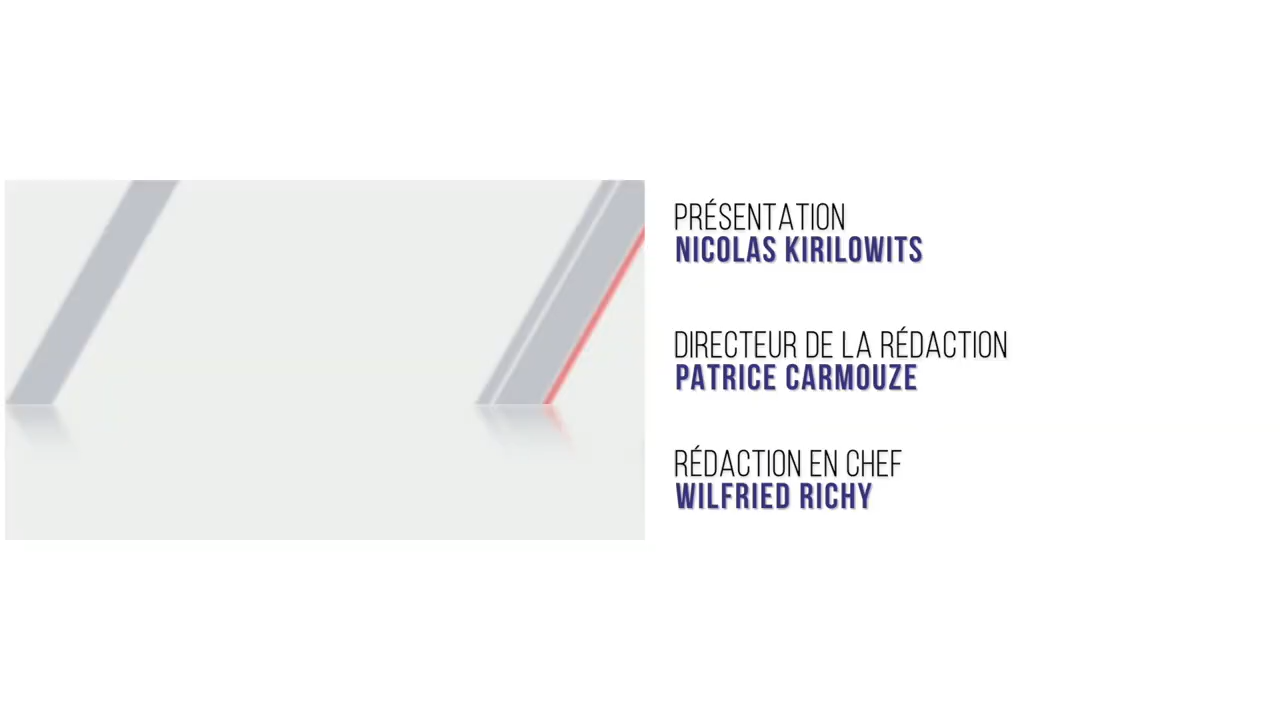 PRÉSENTATION
NICOLAS KIRILOWITS
DIRECTEUR DE LA RÉDACTION
PATRICE CARMOUZE
RÉDACTION EN CHEF
WILFRIED RICHY